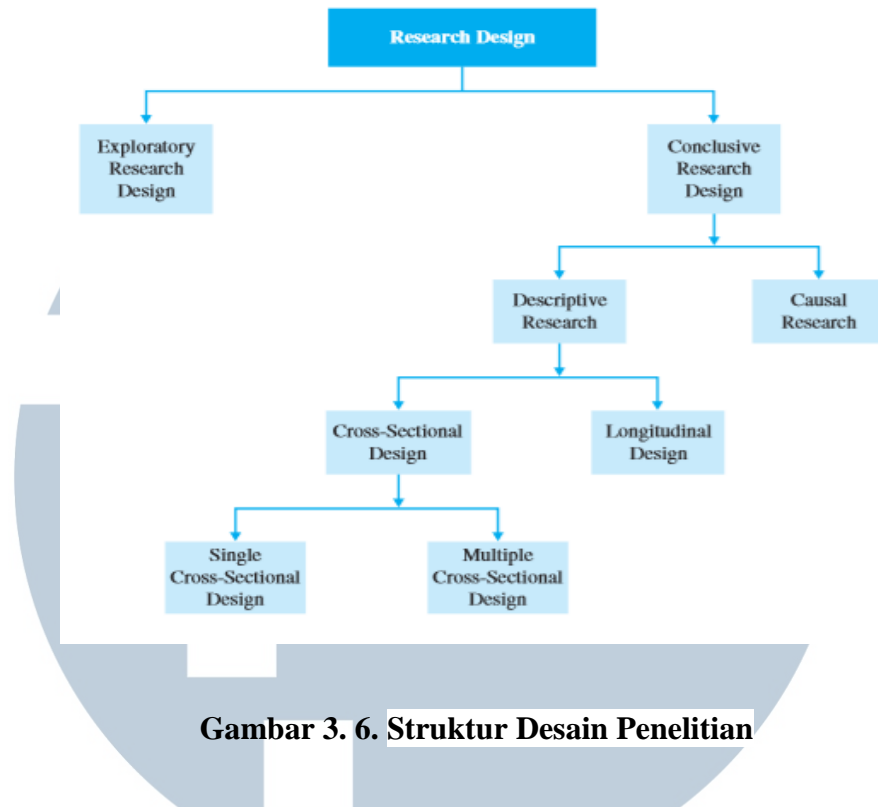 Research Design
Exploratory
Research
Design
Conclusive
Research
Design
Descriptive
Research
Causal
Research
Cross-Sectional
Design
Longitudinal
Design
Single
Cross-Sectional
Design
Multiple
Cross-Sectional
Design
Gambar 3. 6. Struktur Desain Penelitian